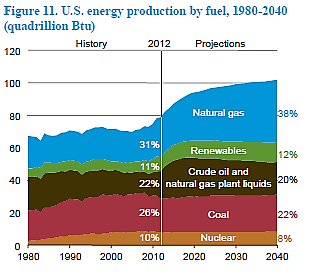 Figure 11. U.S. energy production by fuel, 1980-2040
(quadrillion Btu)
History 2012 Projections
120
100
80
60
40
20
0
31%
11%
22%
26%
10%
Natural gas
Renewables
Crude oil and
natural gas plant liquids
Coal
Nuclear
38%
12%
20%
22%
8%
1980 1990 2000 2010 2020 2030 2040